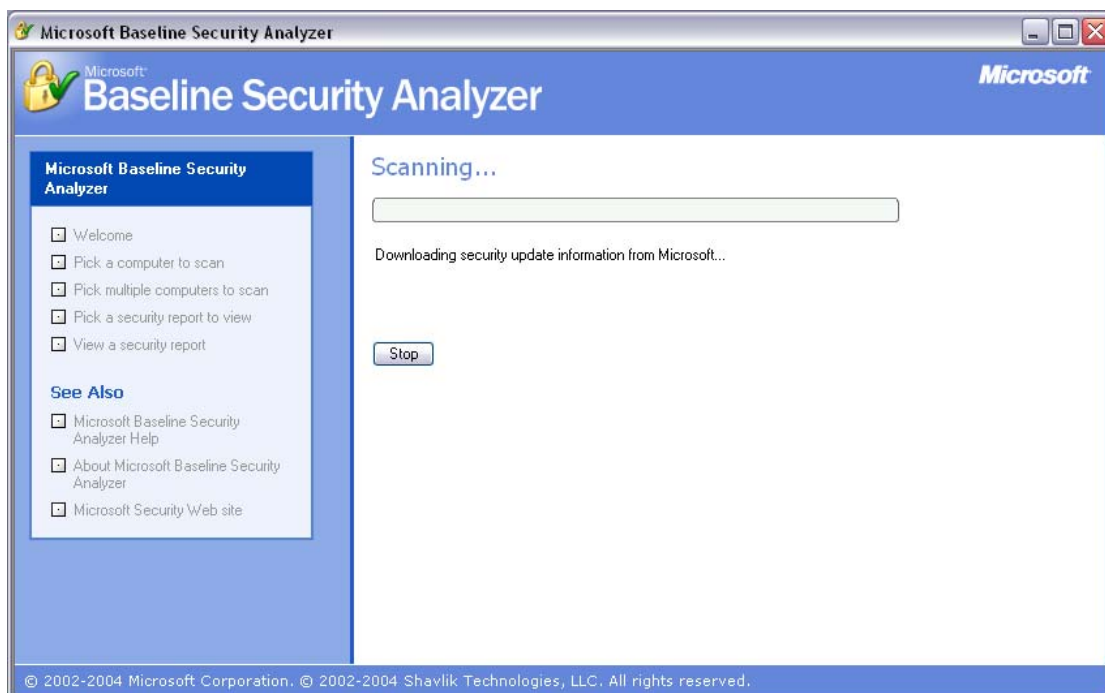 Microsoft Baseline Security Analyzer
Microsoft
Baseline Security Analyzer
Microsoft
Microsoft Baseline Security
Analyzer
Welcome
Pick a computer to scan
Pick multiple computers to scan
Pick a security report to view
View a security report
See Also
Microsoft Baseline Security
Analyzer Help
About Microsoft Baseline Security
Analyzer
Microsoft Security Web site
Scanning...
Downloading security update information from Microsoft...
Stop
© 2002-2004 Microsoft Corporation. © 2002-2004 Shavlik Technologies, LLC. All rights reserved.